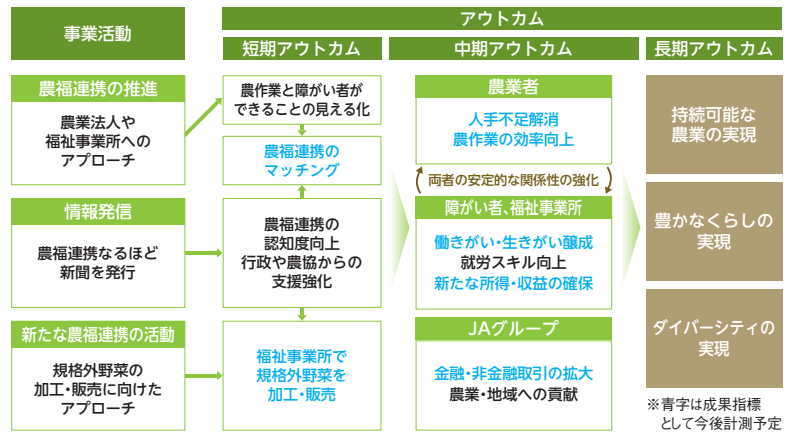 事業活動
アウトカム
短期アウトカム
中期アウトカム
長期アウトカム
農福連携の推進
農業法人や
福祉事業所への
アプローチ
情報発信
農福連携なるほど
新聞を発行
新たな農福連携の活動
規格外野菜の
加工・販売に向けた
アプローチ
農作業と障がい者が
できることの見える化
農福連携の
マッチング
農福連携の
認知度向上
行政や農協からの
支援強化
福祉事業所で
規格外野菜を
加工・販売
農業者
人手不足解消
農作業の効率向上
両者の安定的な関係性の強化
障がい者、福祉事業所
働きがい・生きがい醸成
就労スキル向上
新たな所得・収益の確保
JAグループ
金融・非金融取引の拡大
農業・地域への貢献
持続可能な
農業の実現
豊かなくらしの
実現
ダイバーシティの
実現
※青字は成果指標
として今後計測予定